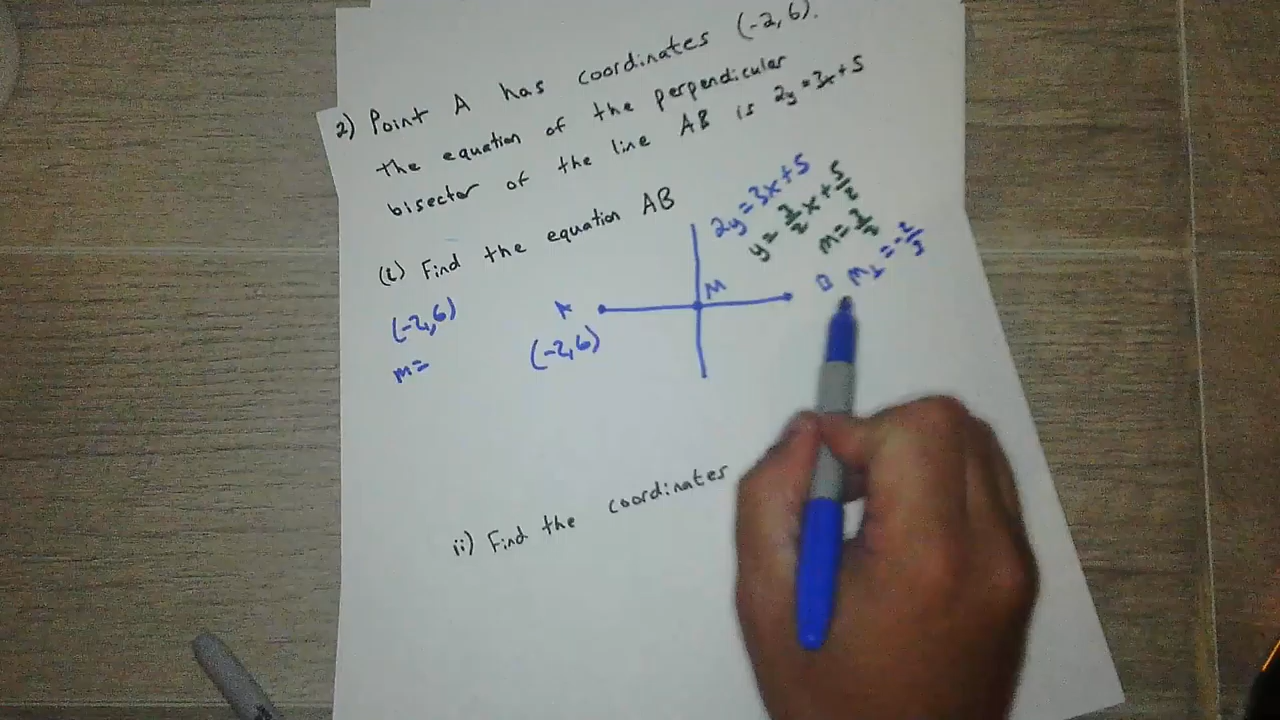 2) Point A has coordinates (-2, 6).
The equation of the perpendicular
bisector of the line AB is 2y = 3x + 5
(i) Find the equation AB
2y = 3x + 5
y = 3/2 x + 5/2
m = 3/2
m⊥ = -2/3
M
A
B
(-2, 6)
(-2, 6)
m =
ii) Find the coordinates